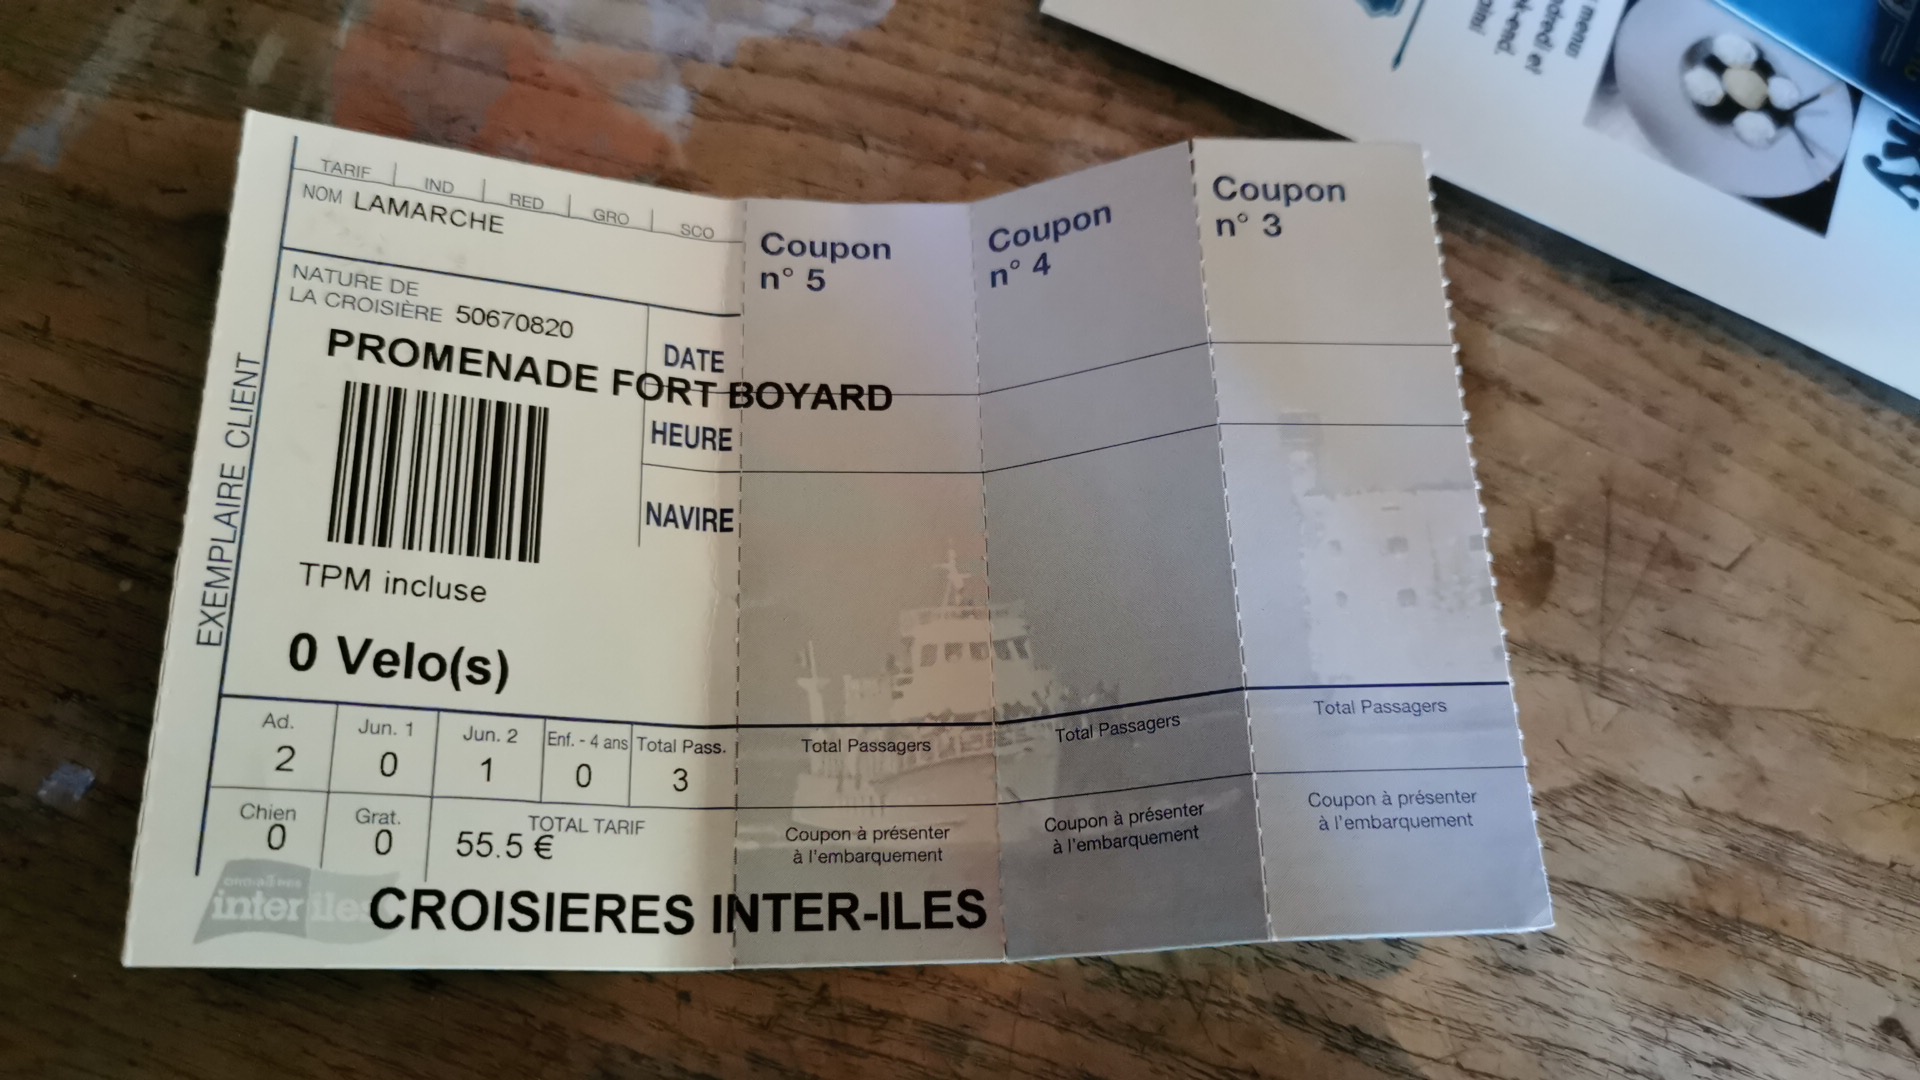 TARIF IND RED GRO SCO
NOM LAMARCHE
NATURE DE
LA CROISIÈRE 50670820
PROMENADE FORT BOYARD
DATE
HEURE
NAVIRE
EXEMPLAIRE CLIENT
TPM incluse
0 Velo(s)
Ad. Jun. 1 Jun. 2 Enf. - 4 ans Total Pass.
2 0 1 0 3
Chien Grat. TOTAL TARIF
0 0 55.5 €
inter iles
CROISIERES INTER-ILES
Coupon
n° 5
Total Passagers
Coupon à présenter
à l'embarquement
Coupon
n° 4
Total Passagers
Coupon à présenter
à l'embarquement
Coupon
n° 3
Total Passagers
Coupon à présenter
à l'embarquement
menu